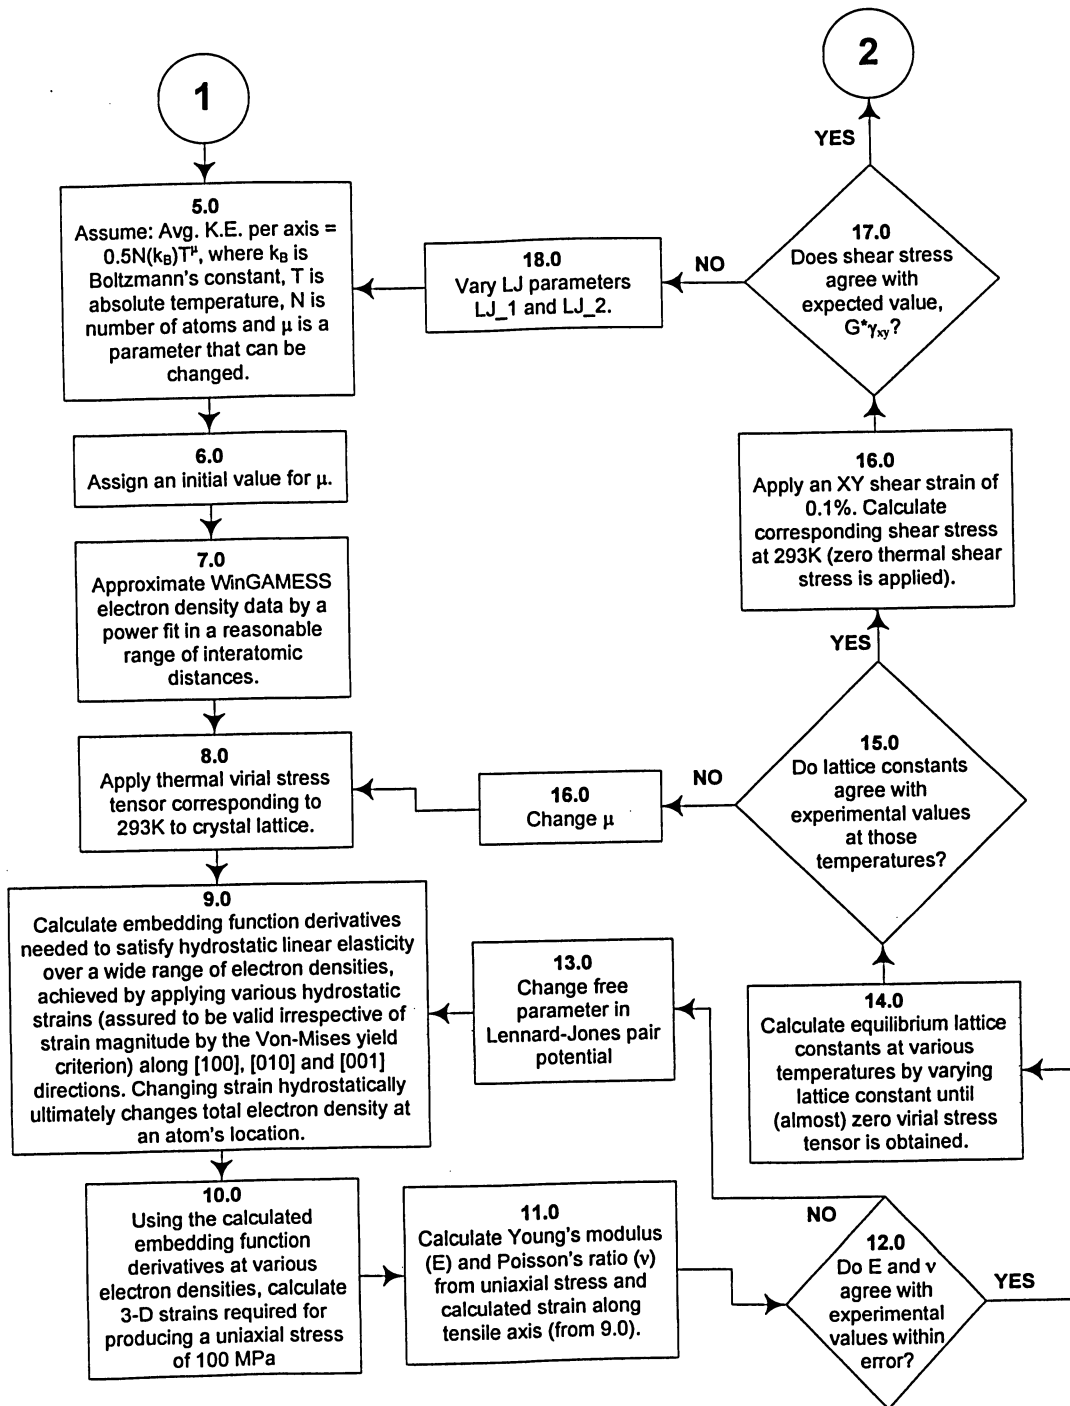 1
5.0
Assume: Avg. K.E. per axis =
0.5N(kB)Tμ, where kB is
Boltzmann's constant, T is
absolute temperature, N is
number of atoms and μ is a
parameter that can be
changed.
6.0
Assign an initial value for μ.
7.0
Approximate WinGAMESS
electron density data by a
power fit in a reasonable
range of interatomic
distances.
8.0
Apply thermal virial stress
tensor corresponding to
293K to crystal lattice.
9.0
Calculate embedding function derivatives
needed to satisfy hydrostatic linear elasticity
over a wide range of electron densities,
achieved by applying various hydrostatic
strains (assured to be valid irrespective of
strain magnitude by the Von-Mises yield
criterion) along [100], [010] and [001]
directions. Changing strain hydrostatically
ultimately changes total electron density at
an atom's location.
10.0
Using the calculated
embedding function
derivatives at various
electron densities, calculate
3-D strains required for
producing a uniaxial stress
of 100 MPa
11.0
Calculate Young's modulus
(E) and Poisson's ratio (ν)
from uniaxial stress and
calculated strain along
tensile axis (from 9.0).
12.0
Do E and ν
agree with
experimental
values within
error?
NO
YES
13.0
Change free
parameter in
Lennard-Jones pair
potential
14.0
Calculate equilibrium lattice
constants at various
temperatures by varying
lattice constant until
(almost) zero virial stress
tensor is obtained.
15.0
Do lattice constants
agree with
experimental values
at those
temperatures?
NO
16.0
Change μ
YES
16.0
Apply an XY shear strain of
0.1%. Calculate
corresponding shear stress
at 293K (zero thermal shear
stress is applied).
17.0
Does shear stress
agree with
expected value,
G*γxy?
NO
18.0
Vary LJ parameters
LJ_1 and LJ_2.
YES
2